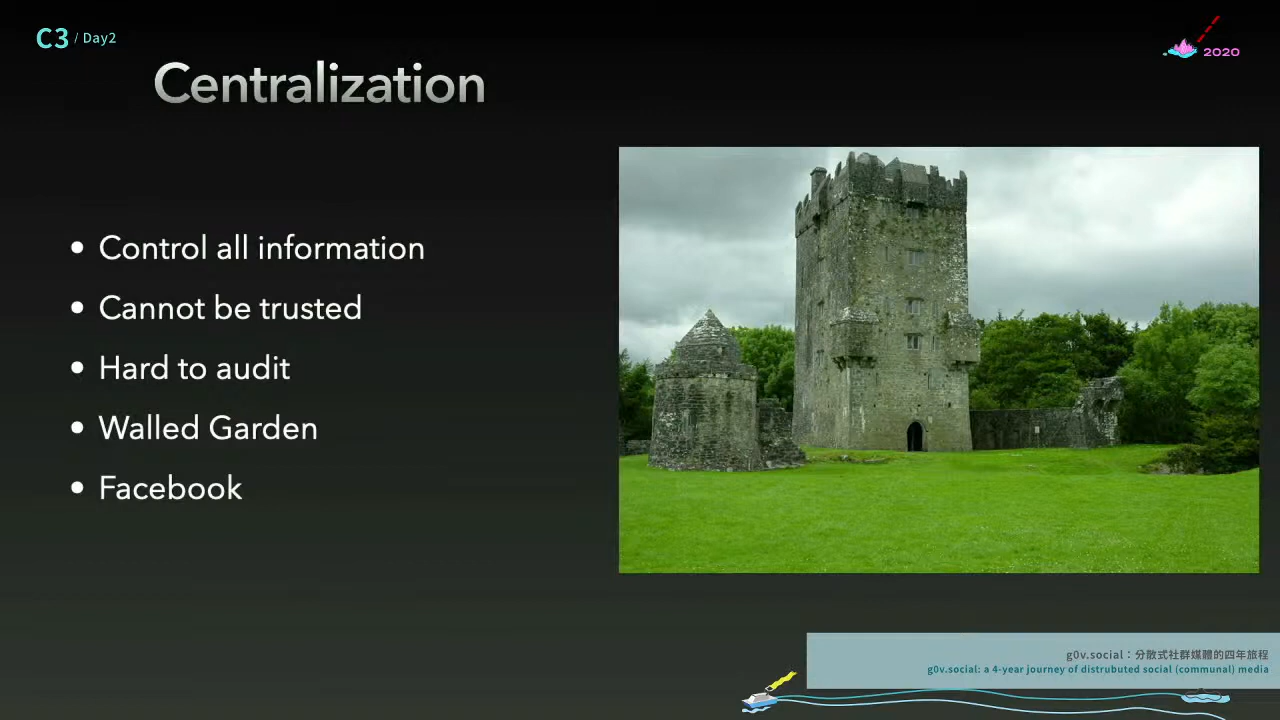 C3 / Day2
2020
Centralization
• Control all information
• Cannot be trusted
• Hard to audit
• Walled Garden
• Facebook
g0v.social：分散式社群媒體的四年旅程
g0v.social: a 4-year journey of distrubuted social (communal) media